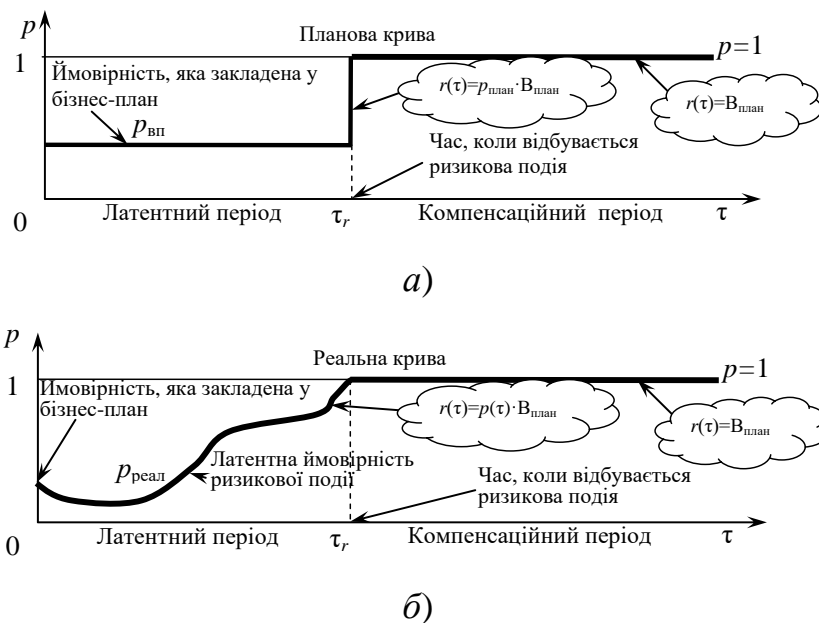 p
Планова крива
p=1
1
Ймовірність, яка закладена у
бізнес-план
r(τ)=pплан·Bплан
r(τ)=Bплан
pвп
Час, коли відбувається
ризикова подія
0
Латентний період
τr
Компенсаційний період
τ
а)
p
Реальна крива
p=1
1
Ймовірність, яка закладена у
бізнес-план
r(τ)=p(τ)·Bплан
r(τ)=Bплан
pреал
Латентна ймовірність
ризикової події
Час, коли відбувається
ризикова подія
0
Латентний період
τr
Компенсаційний період
τ
б)